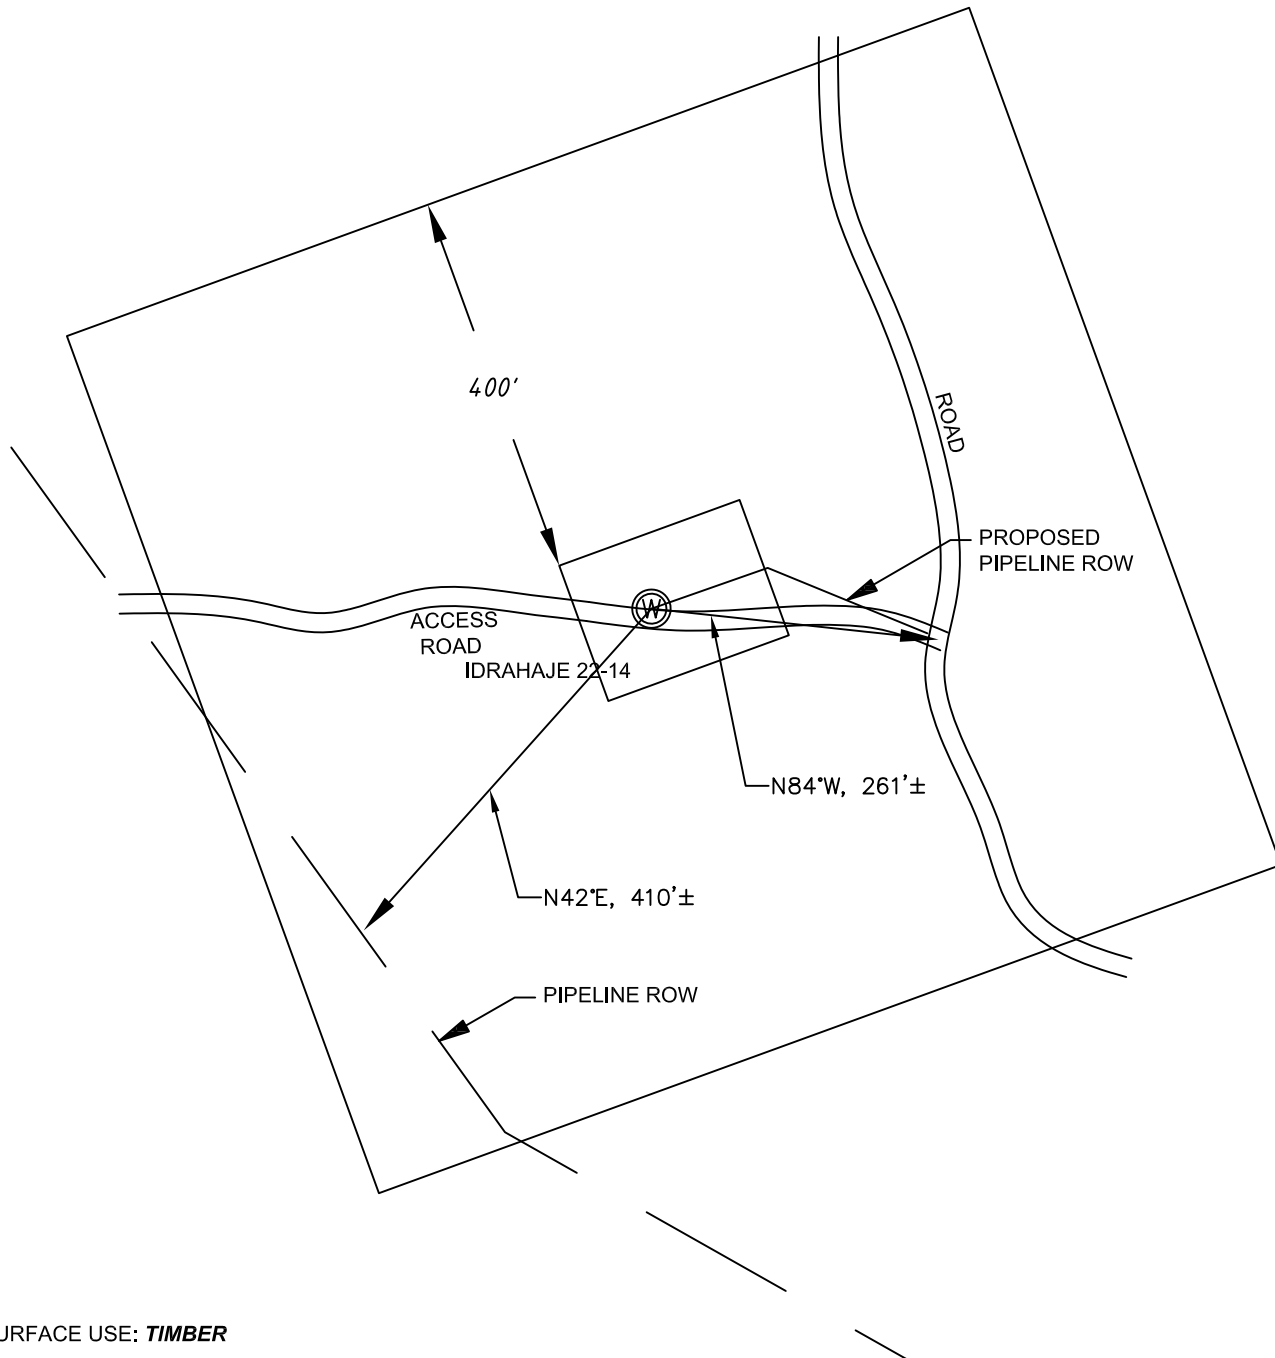 400'
ROAD
PROPOSED
PIPELINE ROW
W
ACCESS
ROAD
IDRAHAJE 22-14
N84°W, 261'±
N42°E, 410'±
PIPELINE ROW
URFACE USE: TIMBER